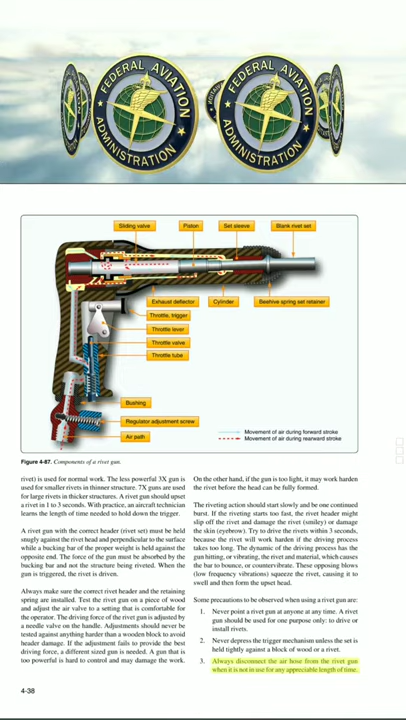 FEDERAL AVIATION
ADMINISTRATION
FEDERAL AVIATION
ADMINISTRATION
Sliding valve
Piston
Set sleeve
Blank rivet set
Exhaust deflector
Cylinder
Beehive spring set retainer
Throttle, trigger
Throttle lever
Throttle valve
Throttle tube
Bushing
Regulator adjustment screw
Air path
Movement of air during forward stroke
Movement of air during rearward stroke
Figure 4-87. Components of a rivet gun.
rivet) is used for normal work. The less powerful 3X gun is
used for smaller rivets in thinner structure. 7X guns are used
for large rivets in thicker structures. A rivet gun should upset
a rivet in 1 to 3 seconds. With practice, an aircraft technician
learns the length of time needed to hold down the trigger.
A rivet gun with the correct header (rivet set) must be held
snugly against the rivet head and perpendicular to the surface
while a bucking bar of the proper weight is held against the
opposite end. The force of the gun must be absorbed by the
bucking bar and not the structure being riveted. When the
gun is triggered, the rivet is driven.
Always make sure the correct rivet header and the retaining
spring are installed. Test the rivet gun on a piece of wood
and adjust the air valve to a setting that is comfortable for
the operator. The driving force of the rivet gun is adjusted by
a needle valve on the handle. Adjustments should never be
tested against anything harder than a wooden block to avoid
header damage. If the adjustment fails to provide the best
driving force, a different sized gun is needed. A gun that is
too powerful is hard to control and may damage the work.
On the other hand, if the gun is too light, it may work harden
the rivet before the head can be fully formed.
The riveting action should start slowly and be one continued
burst. If the riveting starts too fast, the rivet header might
slip off the rivet and damage the rivet (smiley) or damage
the skin (eyebrow). Try to drive the rivets within 3 seconds,
because the rivet will work harden if the driving process
takes too long. The dynamic of the driving process has the
gun hitting, or vibrating, the rivet and material, which causes
the bar to bounce, or countervibrate. These opposing blows
(low frequency vibrations) squeeze the rivet, causing it to
swell and then form the upset head.
Some precautions to be observed when using a rivet gun are:
1. Never point a rivet gun at anyone at any time. A rivet
gun should be used for one purpose only: to drive or
install rivets.
2. Never depress the trigger mechanism unless the set is
held tightly against a block of wood or a rivet.
3. Always disconnect the air hose from the rivet gun
when it is not in use for any appreciable length of time.
4-38